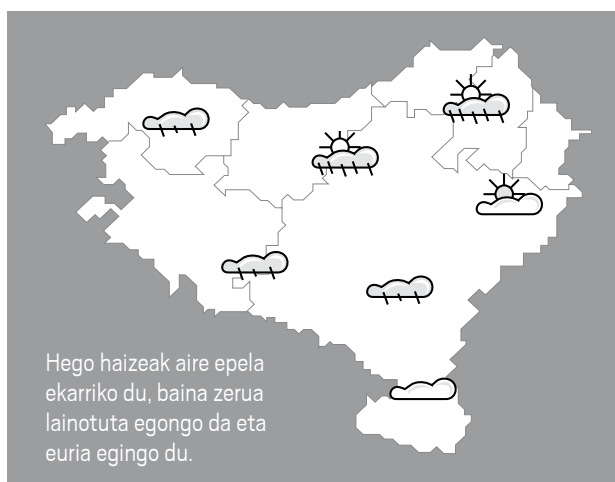 Hego haizeak aire epela
ekarriko du, baina zerua
lainotuta egongo da eta
euria egingo du.